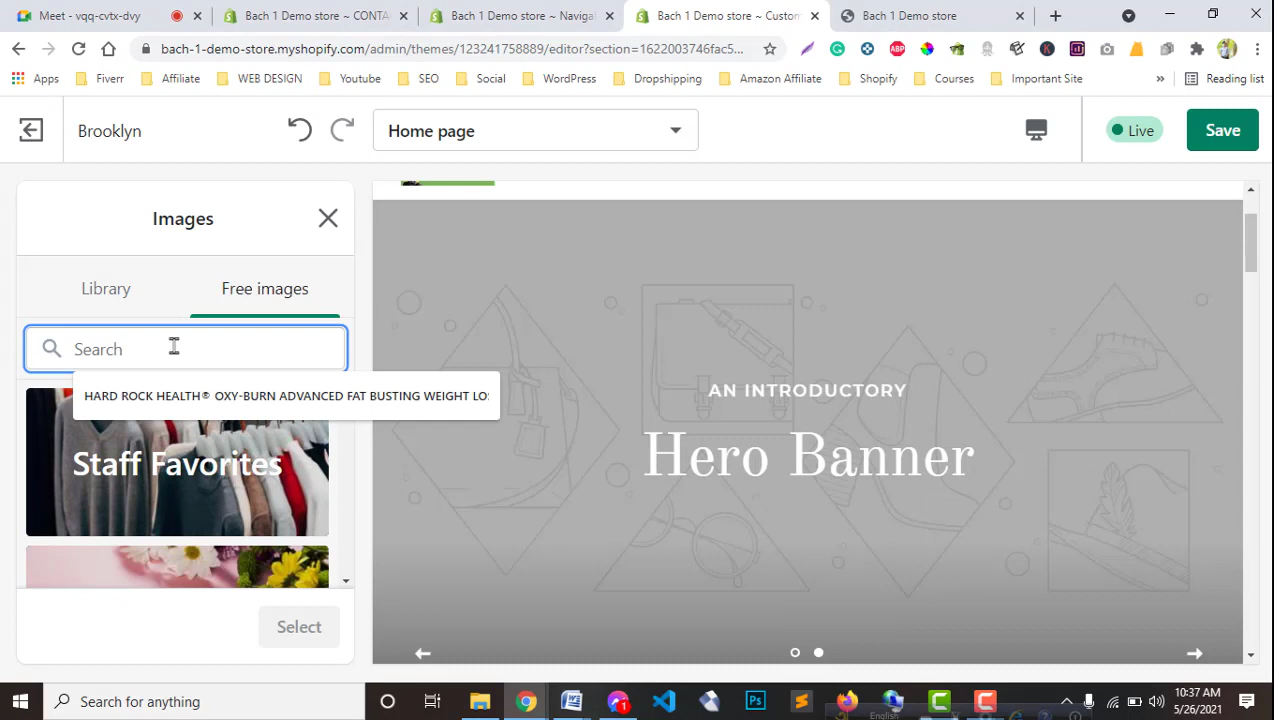 Meet - vqq-cvtx-dvy
Bach 1 Demo store ~ CONTA
Bach 1 Demo store ~ Navigat
Bach 1 Demo store ~ Custom
Bach 1 Demo store
bach-1-demo-store.myshopify.com/admin/themes/123241758889/editor?section=1622003746fac5...
Apps
Fiverr
Affiliate
WEB DESIGN
Youtube
SEO
Social
WordPress
Dropshipping
Amazon Affiliate
Shopify
Courses
Important Site
»
Reading list
Brooklyn
Home page
Live
Save
Images
Library
Free images
Search
HARD ROCK HEALTH® OXY-BURN ADVANCED FAT BUSTING WEIGHT LO
Staff Favorites
Select
AN INTRODUCTORY
Hero Banner
Search for anything
English
10:37 AM
5/26/2021